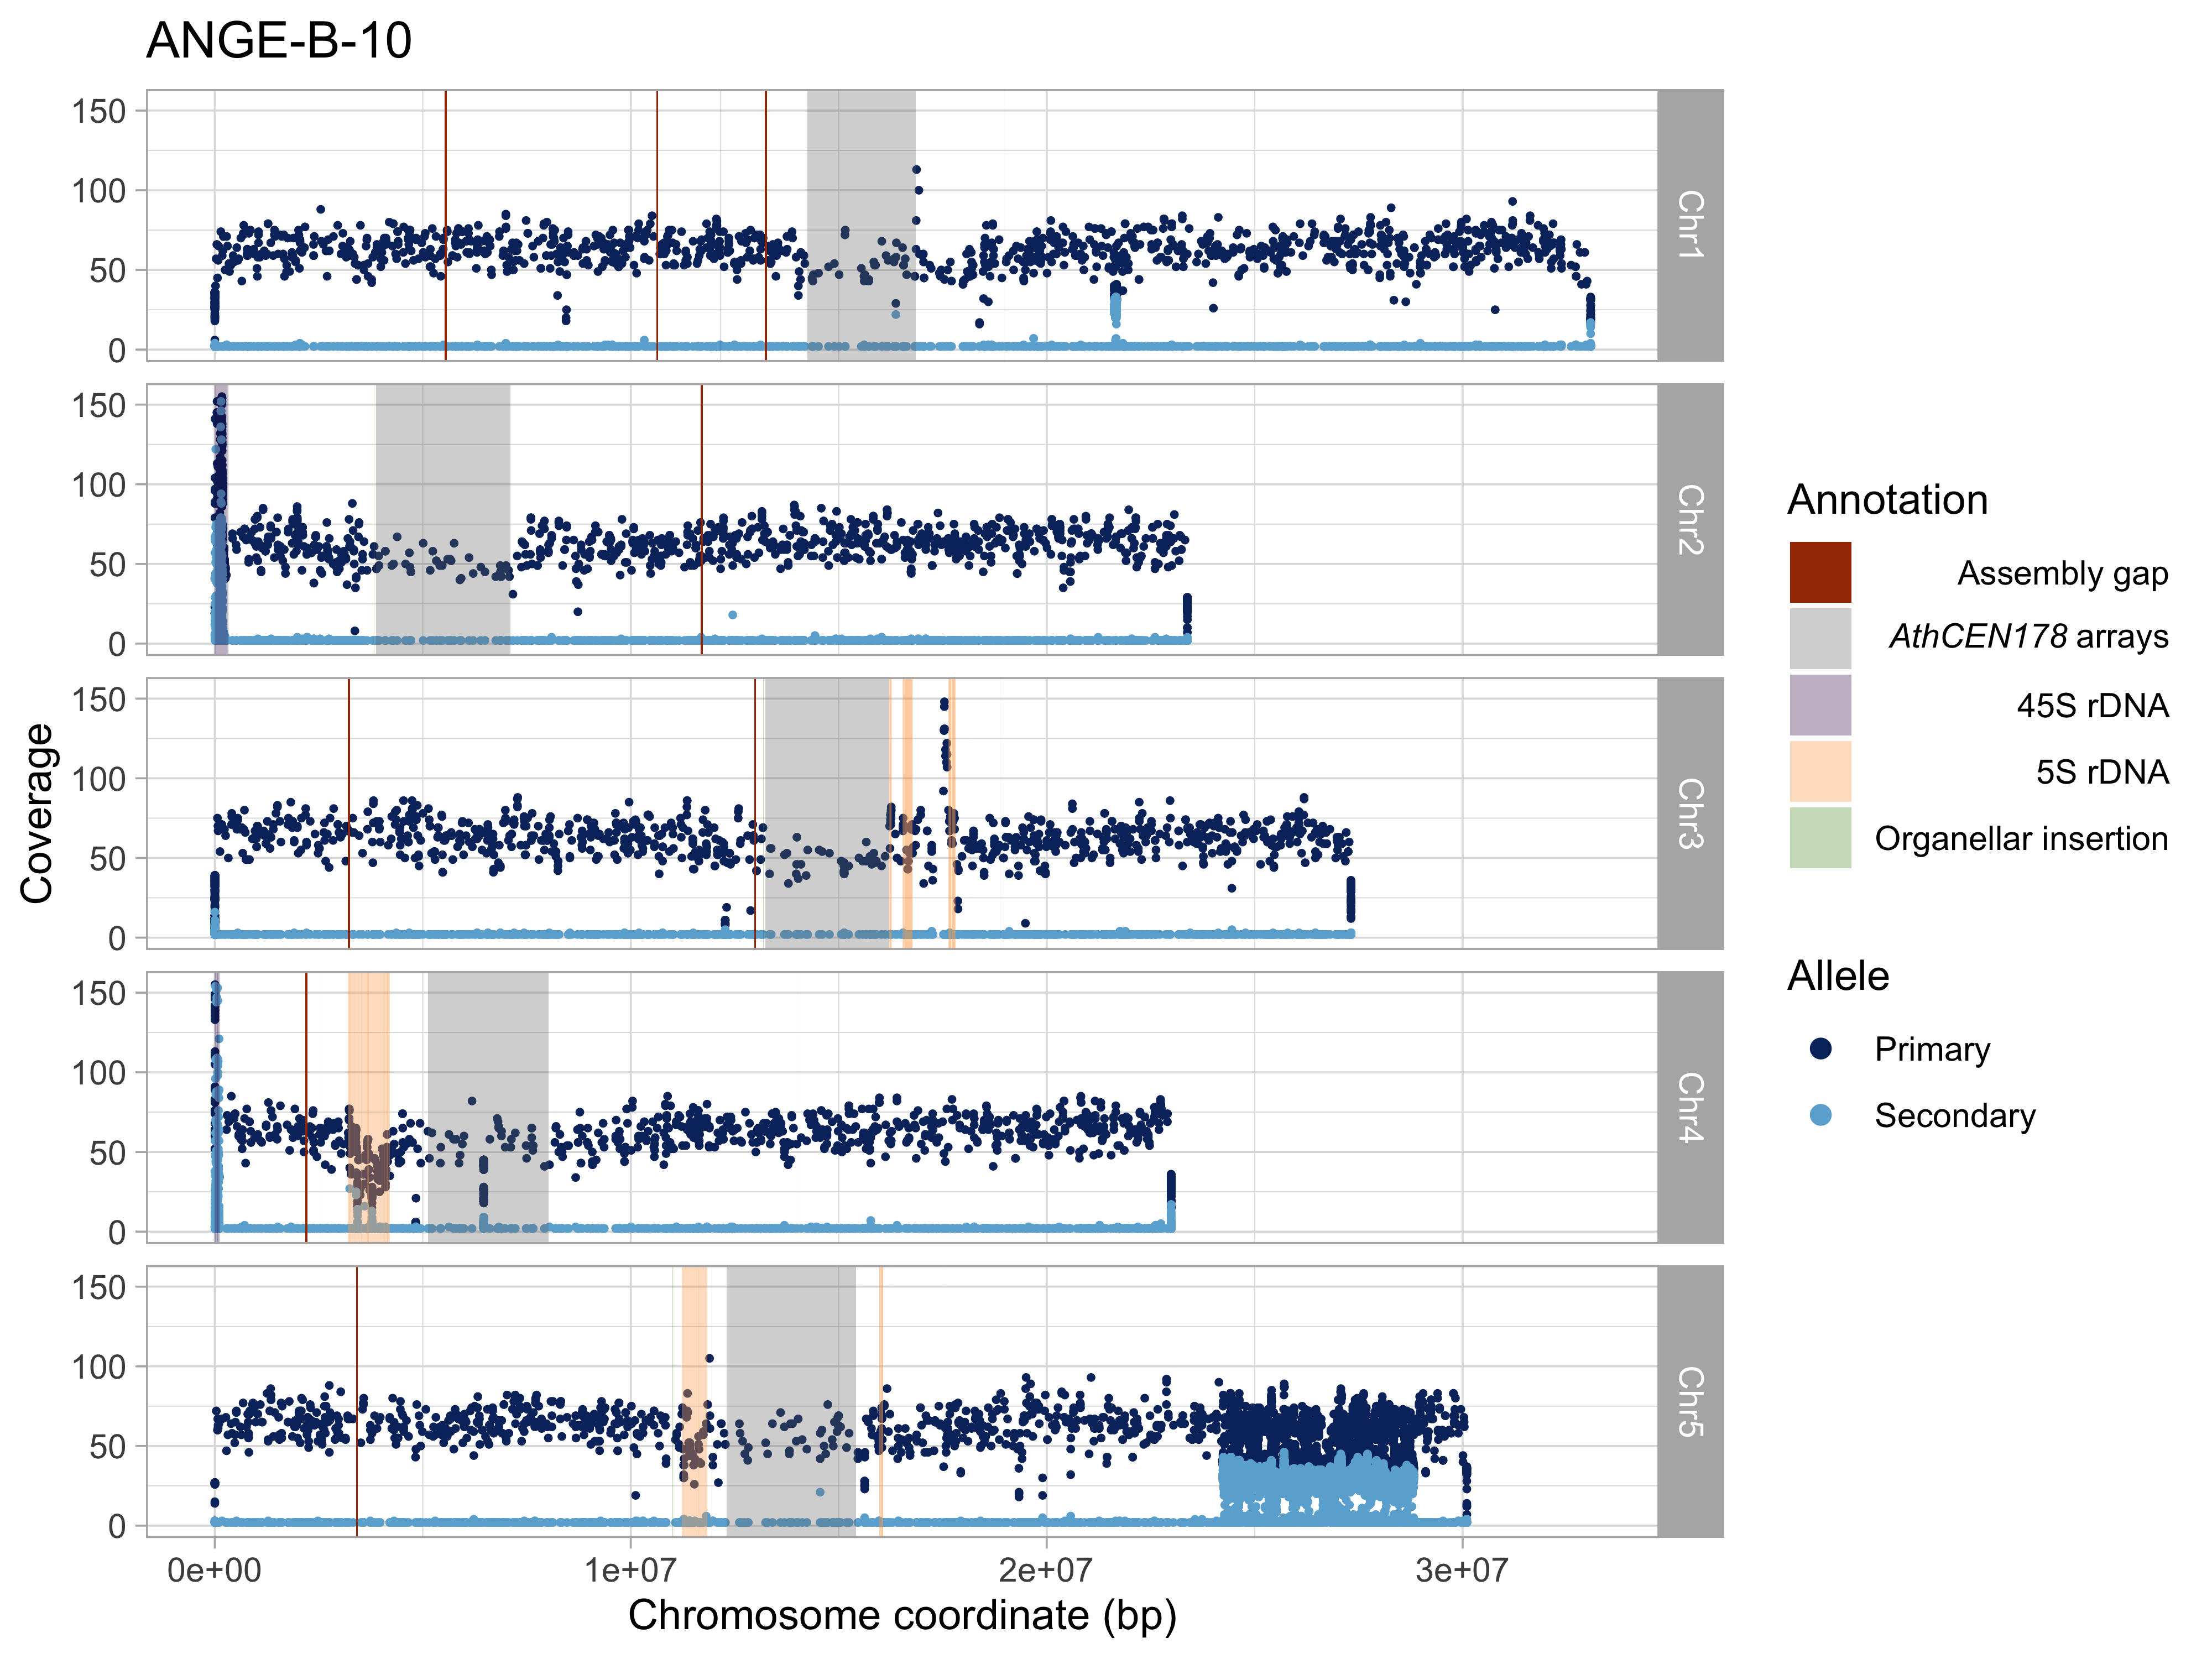 ANGE-B-10
150
100
50
0
Chr1
150
100
50
0
Chr2
150
100
50
0
Chr3
150
100
50
0
Chr4
150
100
50
0
Chr5
0e+00
1e+07
2e+07
3e+07
Chromosome coordinate (bp)
Coverage
Annotation
Assembly gap
AthCEN178 arrays
45S rDNA
5S rDNA
Organellar insertion
Allele
Primary
Secondary